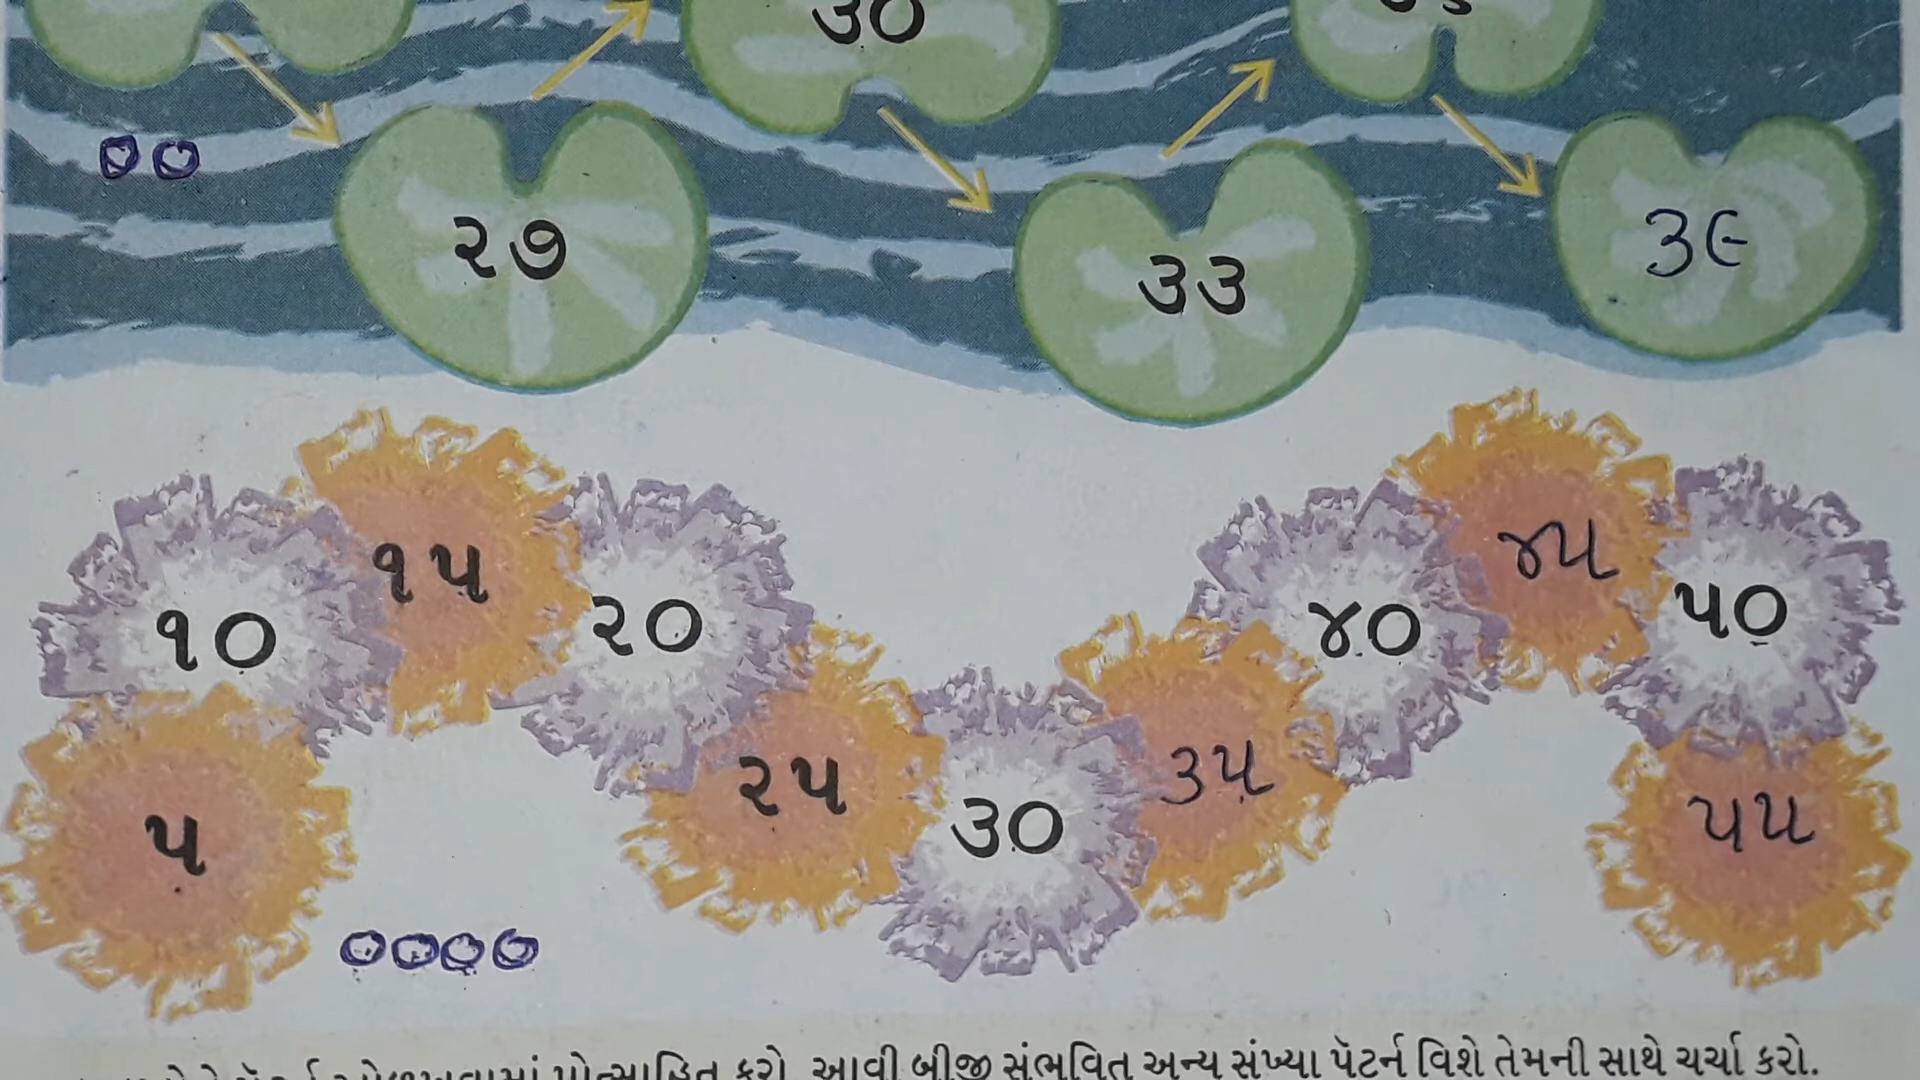 ૩૦
૨૭
૩૩
૩૯
૧૦ ૧૫ ૨૦ ૪૦ ૪૫ ૫૦
૫ ૨૫ ૩૦ ૩૫ ૫૫
કરો. આવી બીજી સંભવિત અન્ય સંખ્યા પૅટર્ન વિશે તેમની સાથે ચર્ચા કરો.